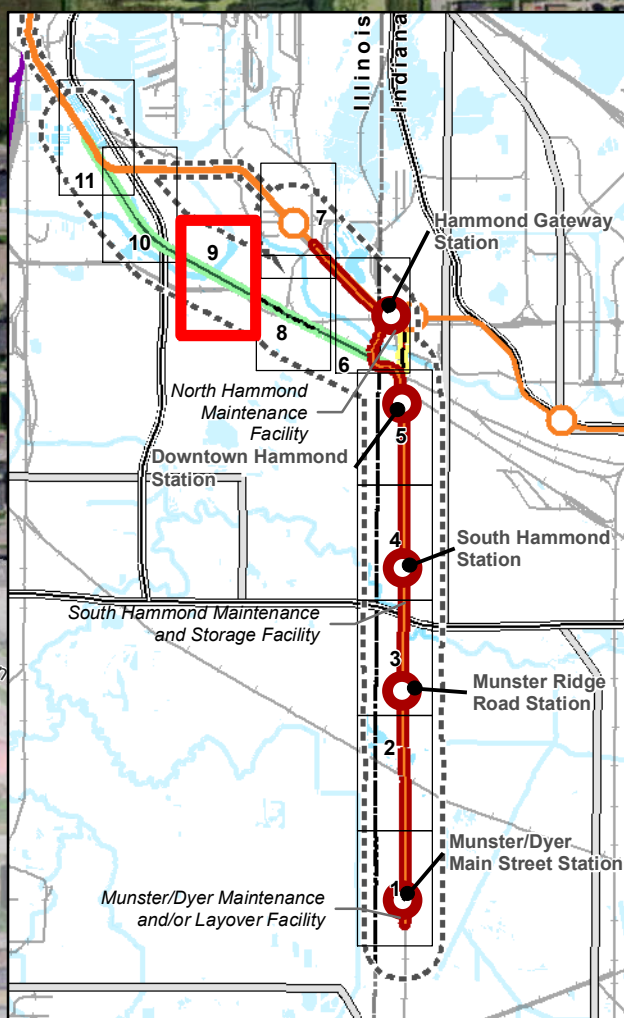 Illinois
Indiana
11
10
9
7
8
6
Hammond Gateway
Station
North Hammond
Maintenance
Facility
5
Downtown Hammond
Station
4
South Hammond
Station
South Hammond Maintenance
and Storage Facility
3
Munster Ridge
Road Station
2
Munster/Dyer
Main Street Station
1
Munster/Dyer Maintenance
and/or Layover Facility